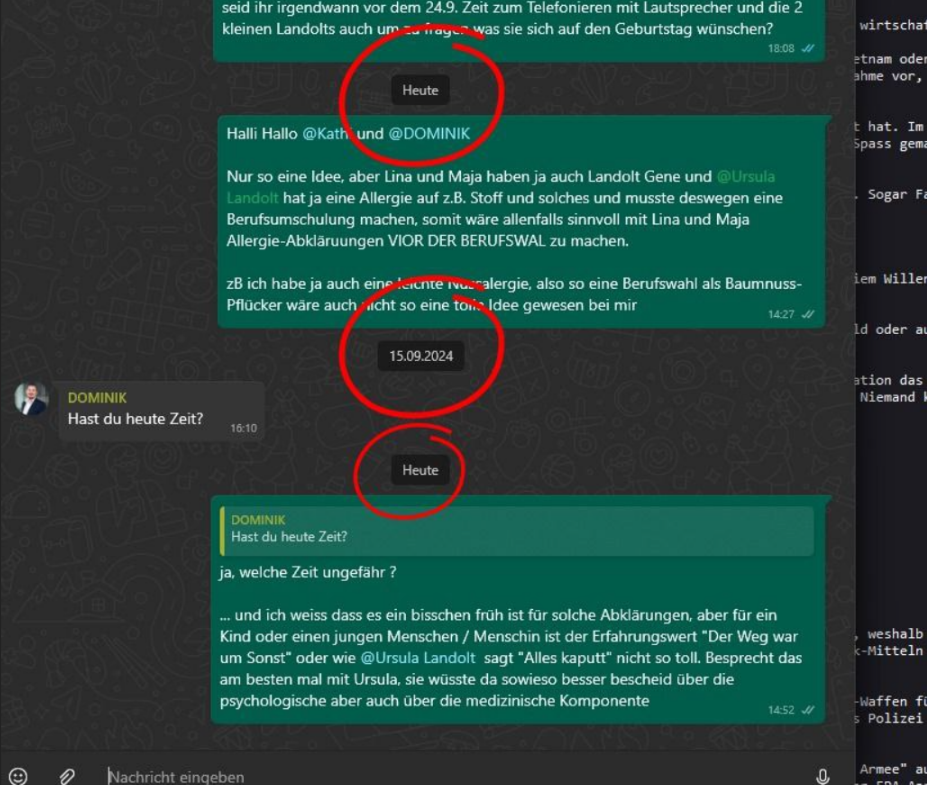 seid ihr irgendwann vor dem 24.9. Zeit zum Telefonieren mit Lautsprecher und die 2
kleinen Landolts auch um zu fragen was sie sich auf den Geburtstag wünschen?
18:08
Heute
Halli Hallo @Kathi und @DOMINIK
Nur so eine Idee, aber Lina und Maja haben ja auch Landolt Gene und @Ursula
Landolt hat ja eine Allergie auf z.B. Stoff und solches und musste deswegen eine
Berufsumschulung machen, somit wäre allenfalls sinnvoll mit Lina und Maja
Allergie-Abkläruungen VIOR DER BERUFSWAL zu machen.
zB ich habe ja auch eine leichte Nussalergie, also so eine Berufswahl als Baumnuss-
Pflücker wäre auch nicht so eine tolle Idee gewesen bei mir
14:27
15.09.2024
DOMINIK
Hast du heute Zeit?
16:10
Heute
DOMINIK
Hast du heute Zeit?
ja, welche Zeit ungefähr ?
... und ich weiss dass es ein bisschen früh ist für solche Abklärungen, aber für ein
Kind oder einen jungen Menschen / Menschin ist der Erfahrungswert "Der Weg war
um Sonst" oder wie @Ursula Landolt sagt "Alles kaputt" nicht so toll. Besprecht das
am besten mal mit Ursula, sie wüsste da sowieso besser bescheid über die
psychologische aber auch über die medizinische Komponente
14:52
Nachricht eingeben
wirtschaf
etnam oder
ahme vor,
t hat. Im
Spass gema
. Sogar Fa
iem Willen
ld oder au
ation das
Niemand k
, weshalb
k-Mitteln
-Waffen fü
s Polizei
Armee" au